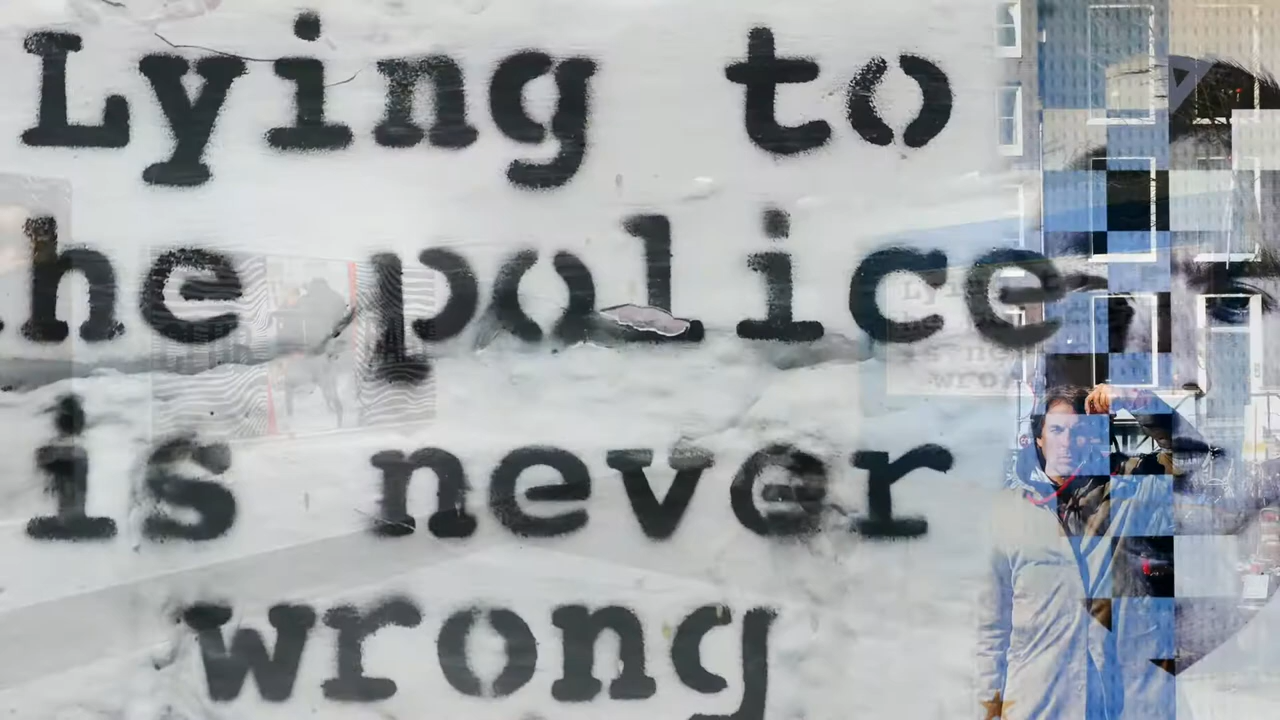 Lying to
he police
is never
wrong